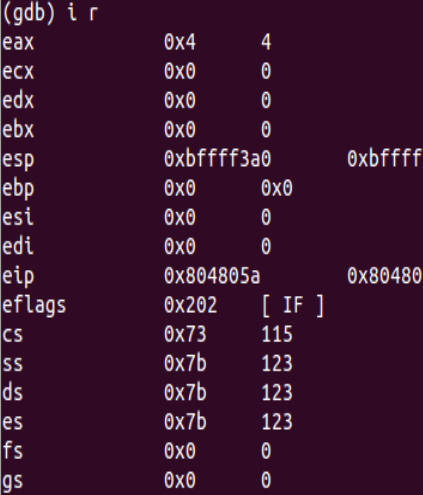 (gdb) i r
eax 0x4 4
ecx 0x0 0
edx 0x0 0
ebx 0x0 0
esp 0xbffff3a0 0xbffff
ebp 0x0 0x0
esi 0x0 0
edi 0x0 0
eip 0x804805a 0x80480
eflags 0x202 [ IF ]
cs 0x73 115
ss 0x7b 123
ds 0x7b 123
es 0x7b 123
fs 0x0 0
gs 0x0 0